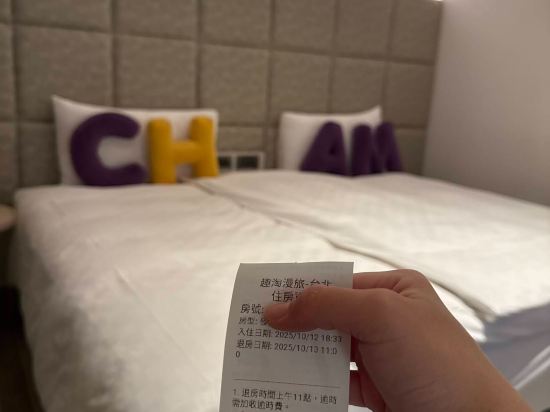 CH AM
趣淘漫旅-台北
住房
房號:
房型:
入住日期: 2025/10/12 18:33
退房日期: 2025/10/13 11:0
0
1. 退房時間上午11點，逾時
需加收逾時費。